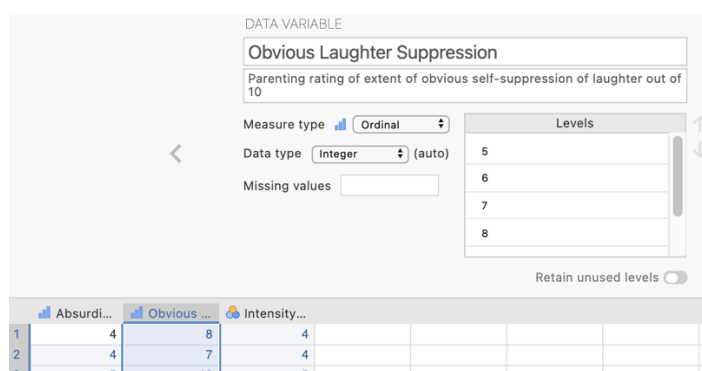 DATA VARIABLE
Obvious Laughter Suppression
Parenting rating of extent of obvious self-suppression of laughter out of
10
Measure type Ordinal
Levels
Data type Integer (auto)
5
Missing values
6
7
8
Retain unused levels
Absurdi... Obvious ... Intensity...
1 4 8 4
2 4 7 4